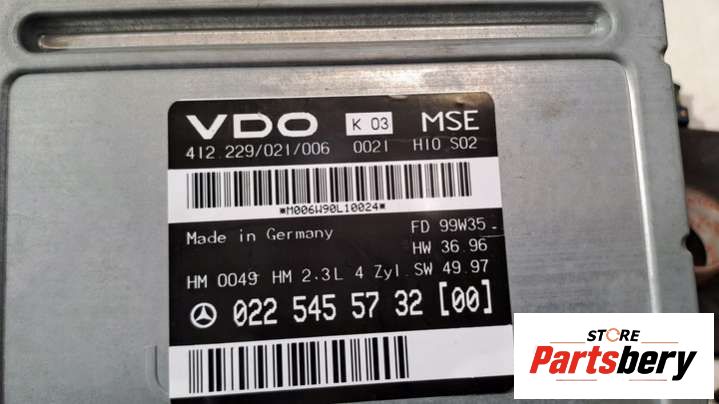 VDO K 03 MSE
412.229/021/006 0021 H10 S02
*M006W90L10024*
Made in Germany FD 99W35
HW 36.96
HM 0049 HM 2.3L 4 Zyl. SW 49.97
022 545 57 32 [00]
STORE
Partsbery